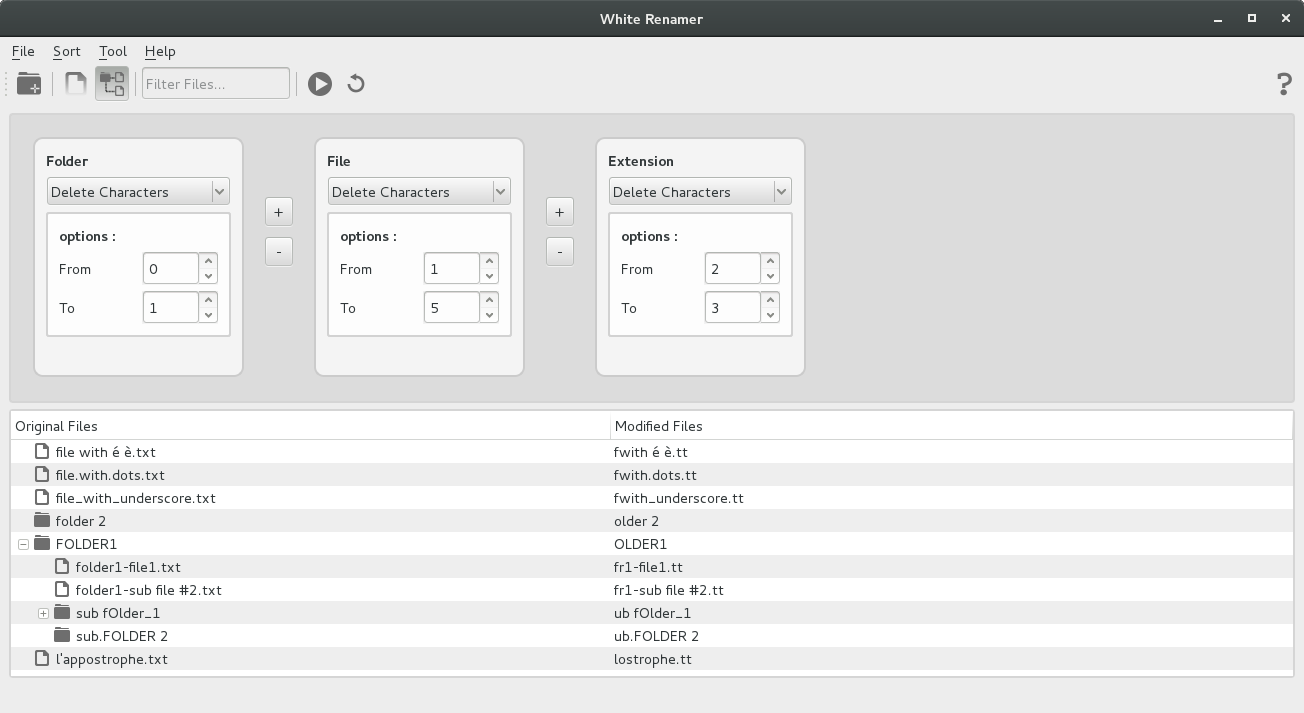 White Renamer
File Sort Tool Help
Filter Files... ?
Folder File Extension
Delete Characters Delete Characters Delete Characters
+ +
options : options : options :
- -
From 0 From 1 From 2
To 1 To 5 To 3
Original Files Modified Files
file with é è.txt fwith é è.tt
file.with.dots.txt fwith.dots.tt
file_with_underscore.txt fwith_underscore.tt
folder 2 older 2
FOLDER1 OLDER1
folder1-file1.txt fr1-file1.tt
folder1-sub file #2.txt fr1-sub file #2.tt
sub fOlder_1 ub fOlder_1
sub.FOLDER 2 ub.FOLDER 2
l'appostrophe.txt lostrophe.tt